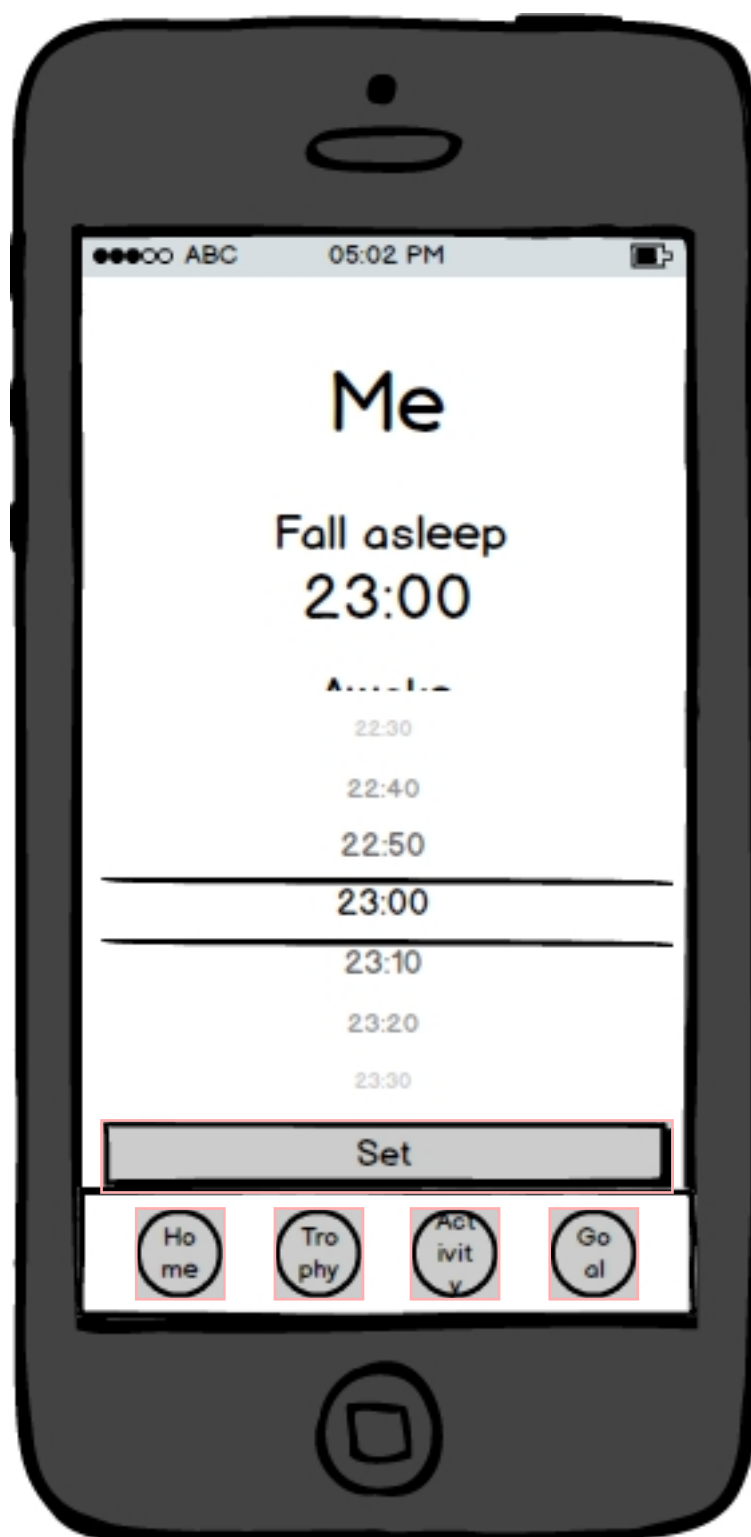 ABC 05:02 PM
Me
Fall asleep
23:00
Awake
22:30
22:40
22:50
23:00
23:10
23:20
23:30
Set
Ho
me
Tro
phy
Act
ivit
y
Go
al